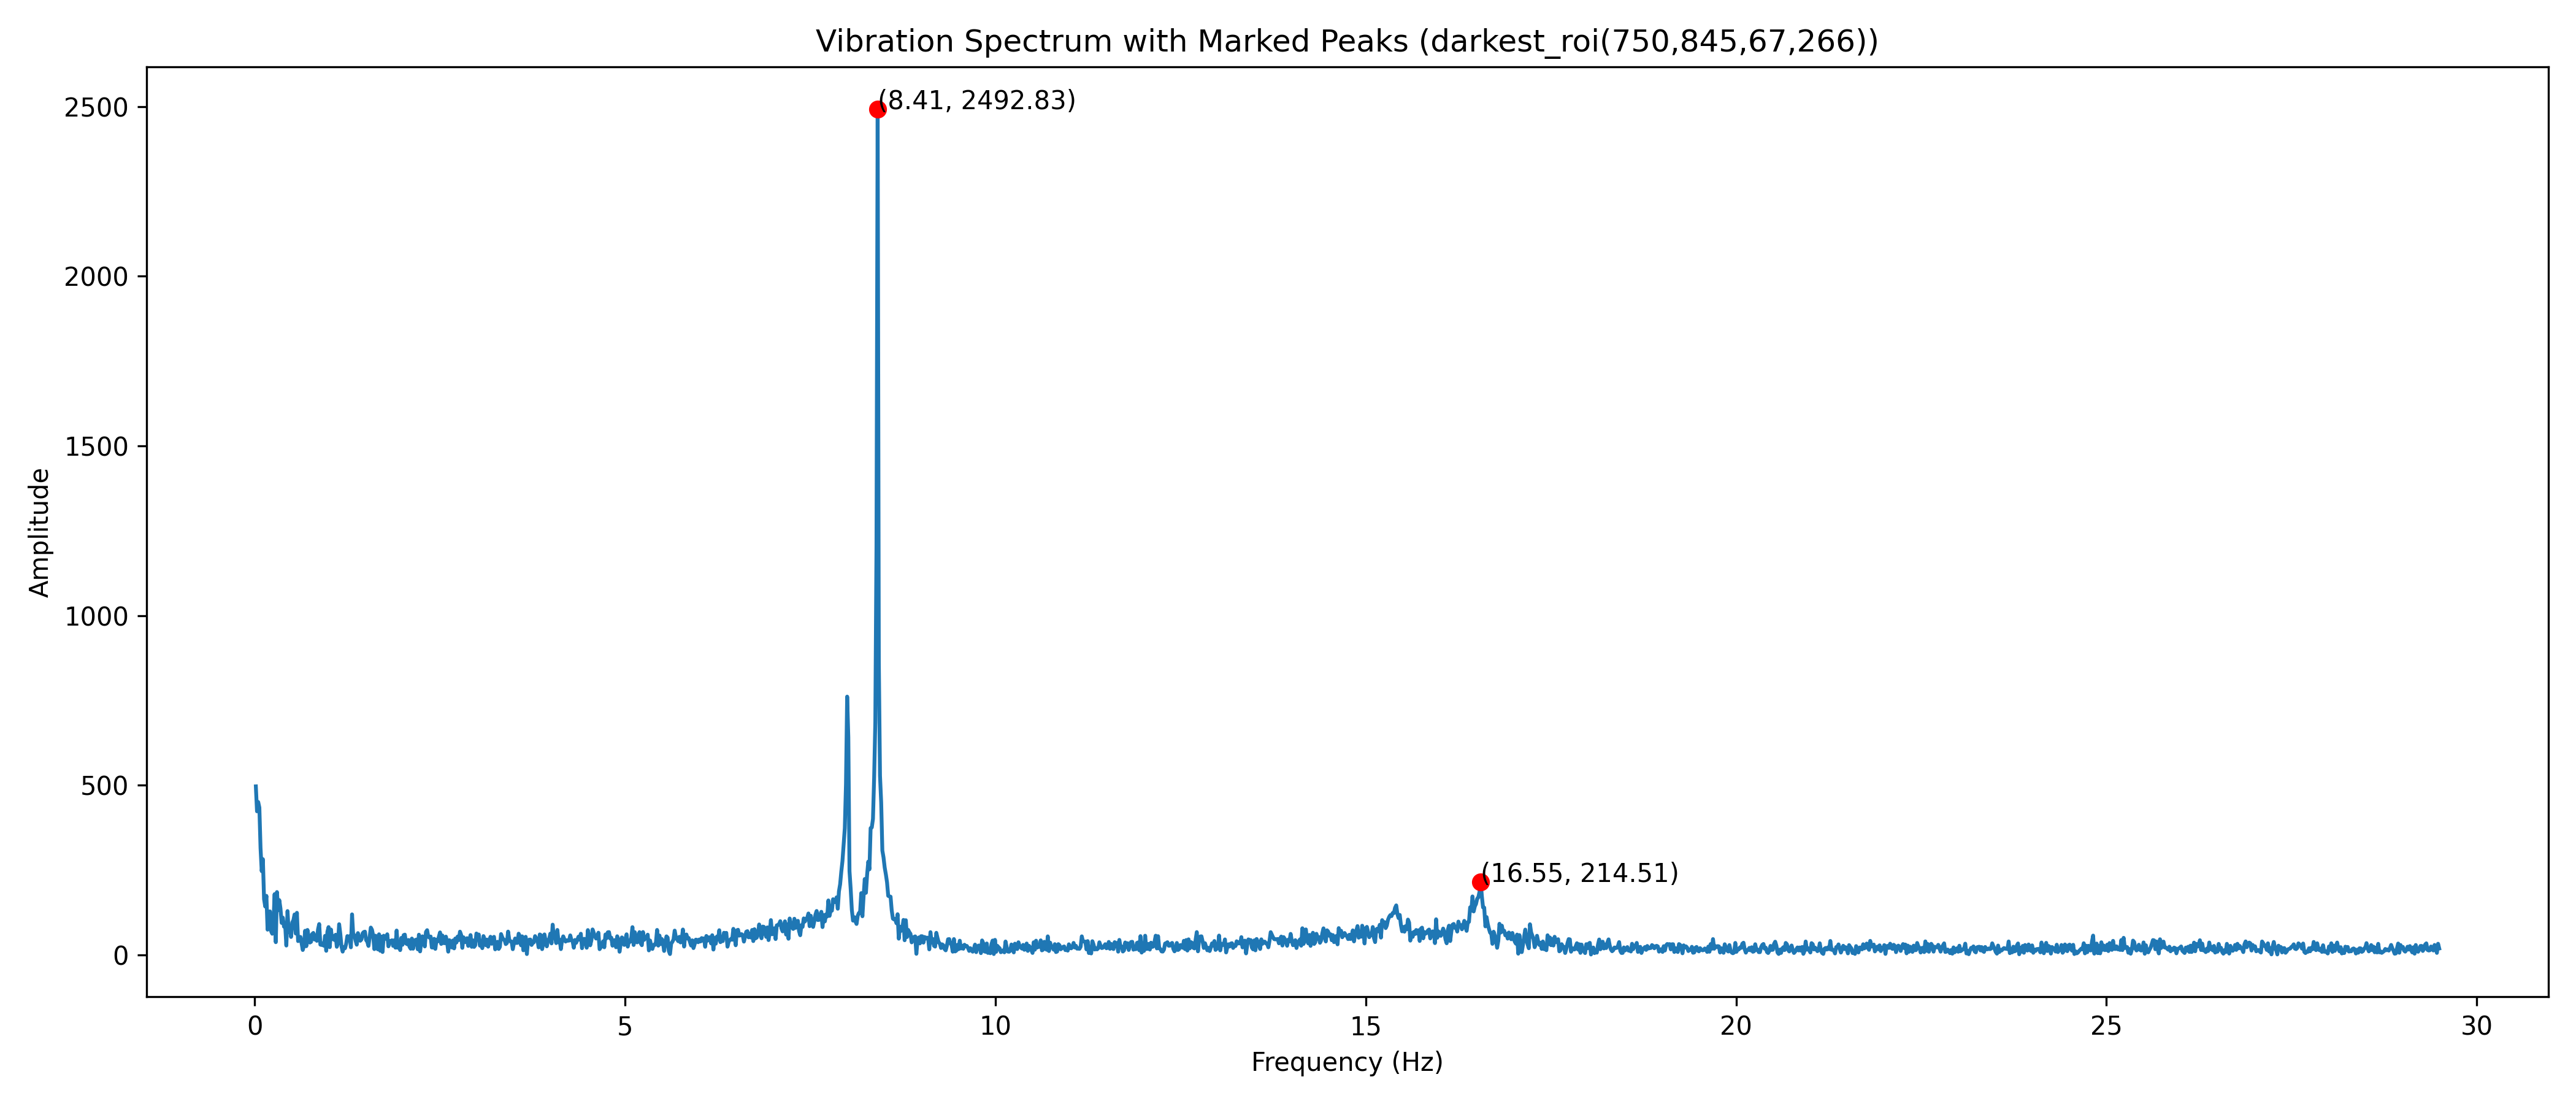 Vibration Spectrum with Marked Peaks (darkest_roi(750,845,67,266))
2500
2000
1500
1000
500
0
Amplitude
(8.41, 2492.83)
(16.55, 214.51)
0 5 10 15 20 25 30
Frequency (Hz)